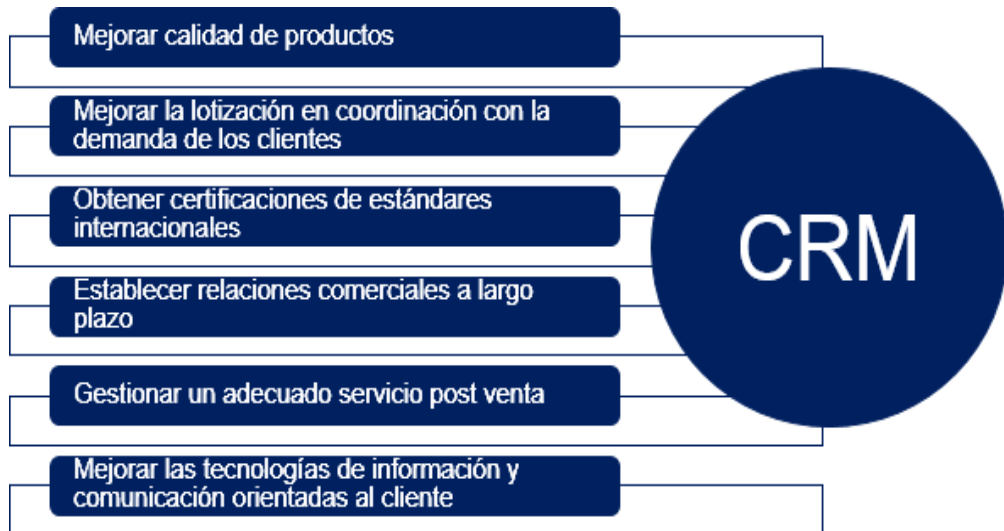 Mejorar calidad de productos
Mejorar la lotización en coordinación con la
demanda de los clientes
Obtener certificaciones de estándares
internacionales
Establecer relaciones comerciales a largo
plazo
Gestionar un adecuado servicio post venta
Mejorar las tecnologías de información y
comunicación orientadas al cliente
CRM